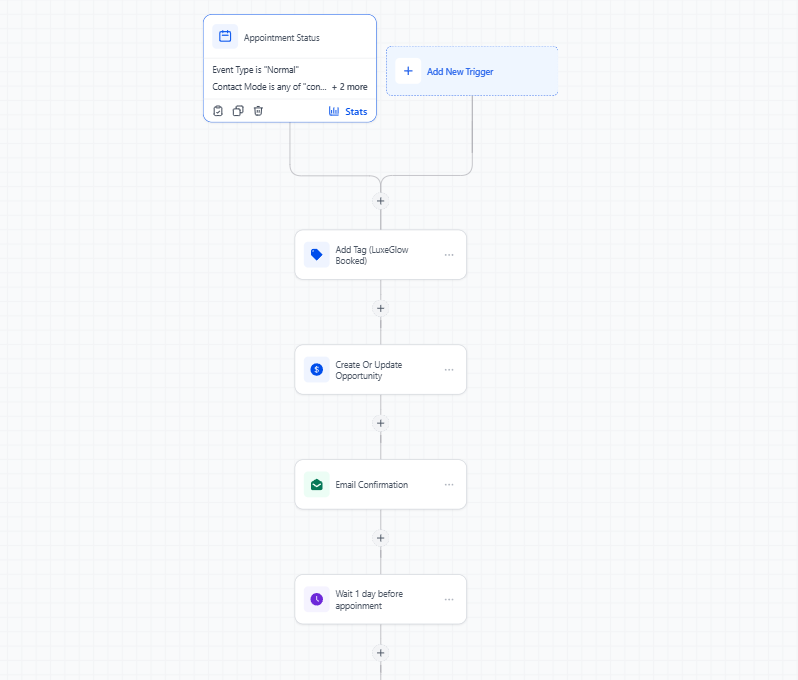 Appointment Status
Event Type is "Normal"
Contact Mode is any of "con... + 2 more
Stats
Add New Trigger
Add Tag (LuxeGlow
Booked)
Create Or Update
Opportunity
Email Confirmation
Wait 1 day before
appoinment